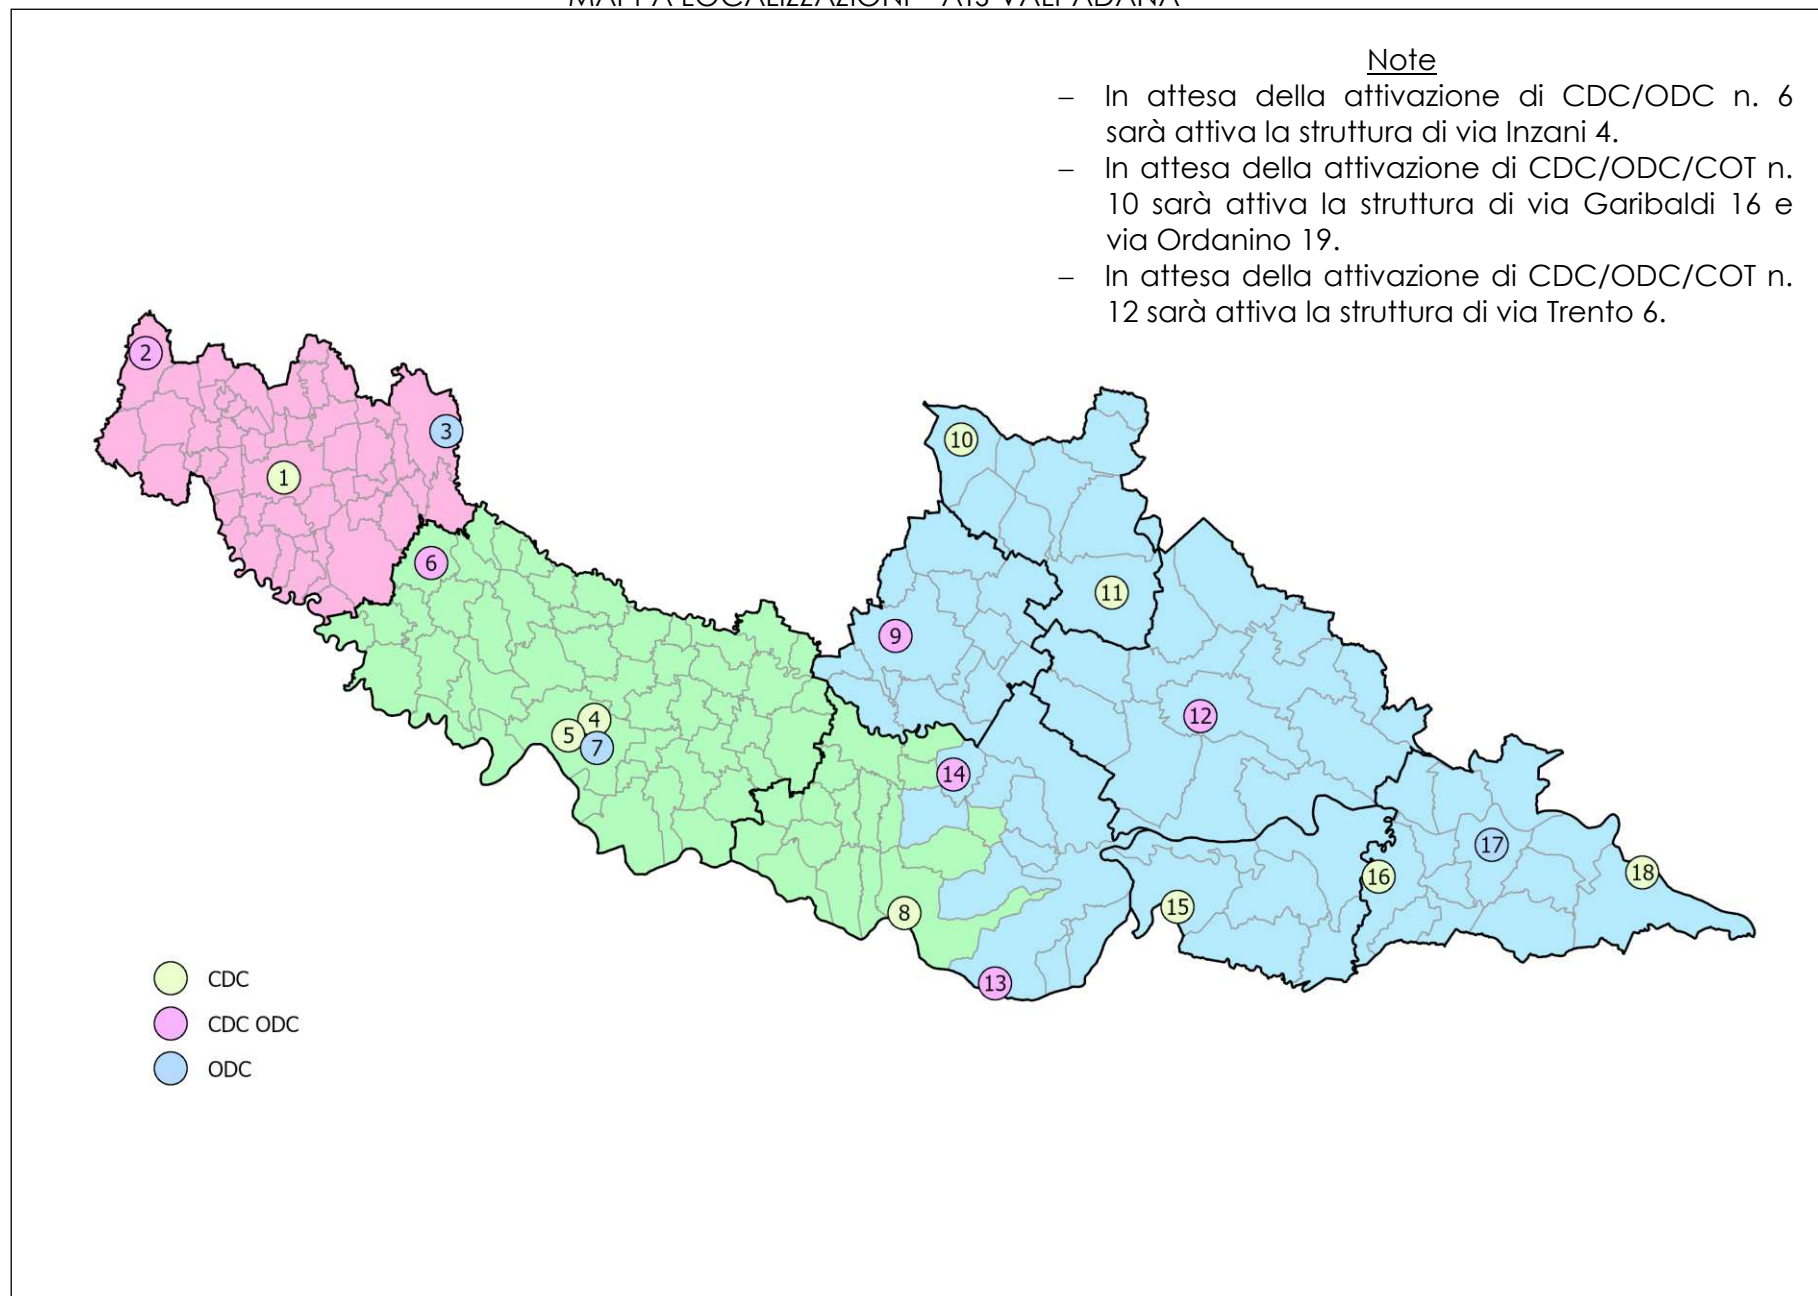 MAPPA LOCALIZZAZIONI – ATS VALPADANA
Note
– In attesa della attivazione di CDC/ODC n. 6
sarà attiva la struttura di via Inzani 4.
– In attesa della attivazione di CDC/ODC/COT n.
10 sarà attiva la struttura di via Garibaldi 16 e
via Ordanino 19.
– In attesa della attivazione di CDC/ODC/COT n.
12 sarà attiva la struttura di via Trento 6.
2
3
10
1
6
11
9
12
4
5
7
14
17
18
16
15
8
13
CDC
CDC ODC
ODC